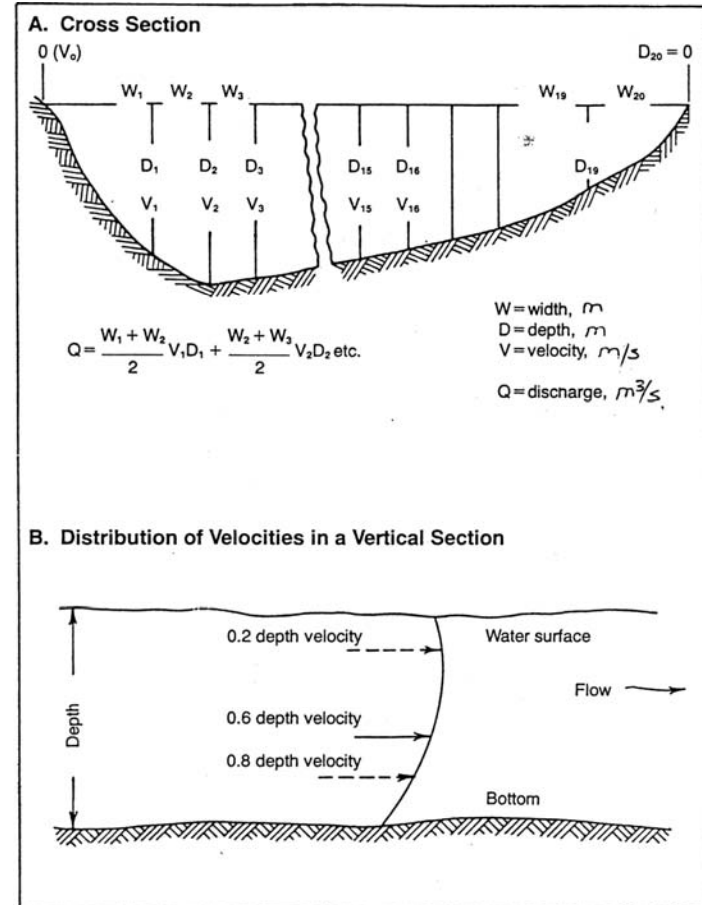 A. Cross Section
0 (V₀) D₂₀ = 0
W₁ W₂ W₃ W₁₉ W₂₀
D₁ D₂ D₃ D₁₅ D₁₆ D₁₉
V₁ V₂ V₃ V₁₅ V₁₆
W = width, m
D = depth, m
V = velocity, m/s
Q = (W₁ + W₂)/2 V₁D₁ + (W₂ + W₃)/2 V₂D₂ etc.
Q = discharge, m³/s
B. Distribution of Velocities in a Vertical Section
0.2 depth velocity Water surface
Flow
Depth
0.6 depth velocity
0.8 depth velocity
Bottom